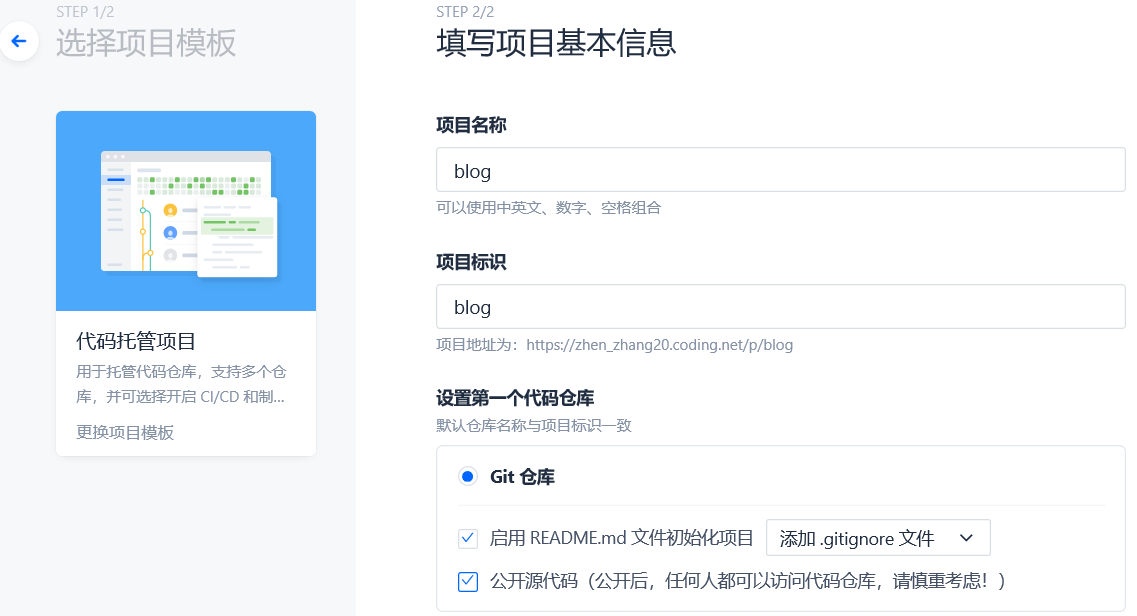 STEP 1/2
选择项目模板
代码托管项目
用于托管代码仓库，支持多个仓
库，并可选择开启 CI/CD 和制...
更换项目模板
STEP 2/2
填写项目基本信息
项目名称
blog
可以使用中英文、数字、空格组合
项目标识
blog
项目地址为：https://zhen_zhang20.coding.net/p/blog
设置第一个代码仓库
默认仓库名称与项目标识一致
Git 仓库
启用 README.md 文件初始化项目 添加 .gitignore 文件
公开源代码（公开后，任何人都可以访问代码仓库，请慎重考虑！）